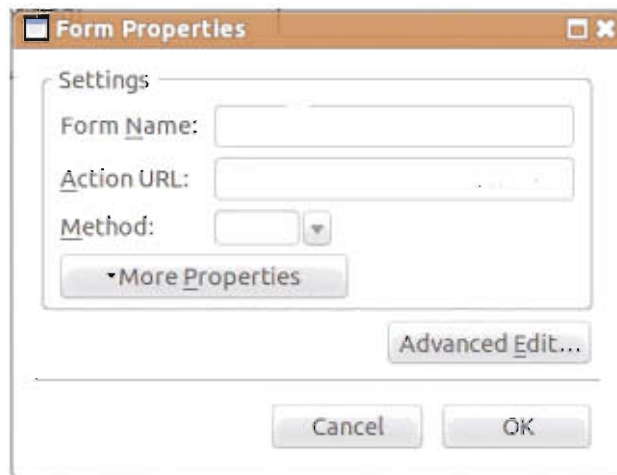 Form Properties
Settings
Form Name:
Action URL:
Method:
More Properties
Advanced Edit...
Cancel OK